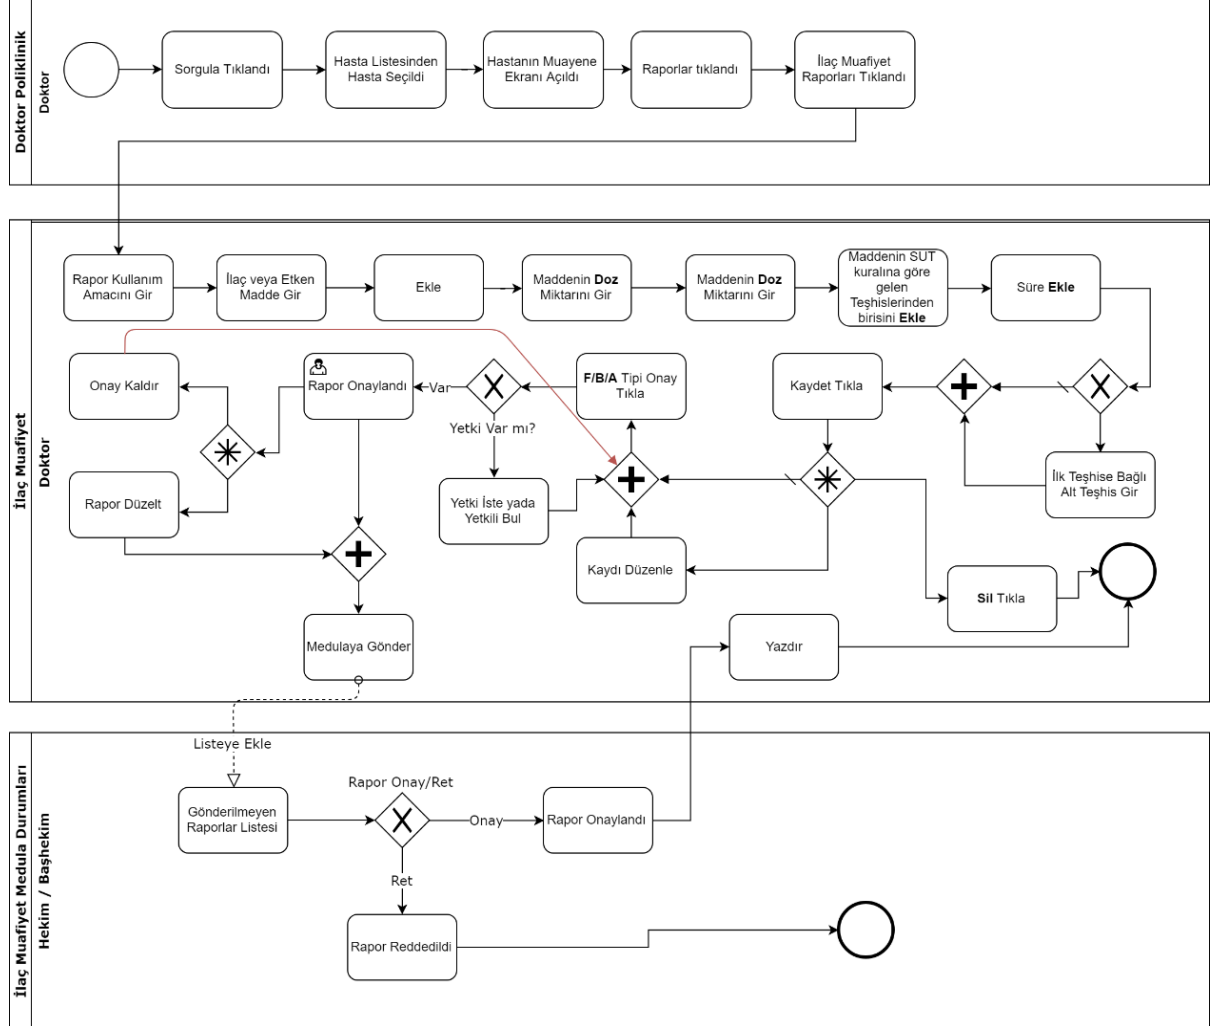 Doktor Poliklinik
Doktor
Sorgula Tıklandı
Hasta Listesinden
Hasta Seçildi
Hastanın Muayene
Ekranı Açıldı
Raporlar tıklandı
İlaç Muafiyet
Raporları Tıklandı
İlaç Muafiyet
Doktor
Rapor Kullanım
Amacını Gir
İlaç veya Etken
Madde Gir
Ekle
Maddenin Doz
Miktarını Gir
Maddenin Doz
Miktarını Gir
Maddenin SUT
kuralına göre
gelen
Teşhislerinden
birisini Ekle
Süre Ekle
Onay Kaldır
Rapor Onaylandı
Var
Yetki Var mı?
F/B/A Tipi Onay
Tıkla
Kaydet Tıkla
İlk Teşhise Bağlı
Alt Teşhis Gir
Rapor Düzelt
Yetki İste yada
Yetkili Bul
Kaydı Düzenle
Sil Tıkla
Medulaya Gönder
Yazdır
İlaç Muafiyet Medula Durumları
Hekim / Başhekim
Listeye Ekle
Gönderilmeyen
Raporlar Listesi
Rapor Onay/Ret
Onay
Rapor Onaylandı
Ret
Rapor Reddedildi